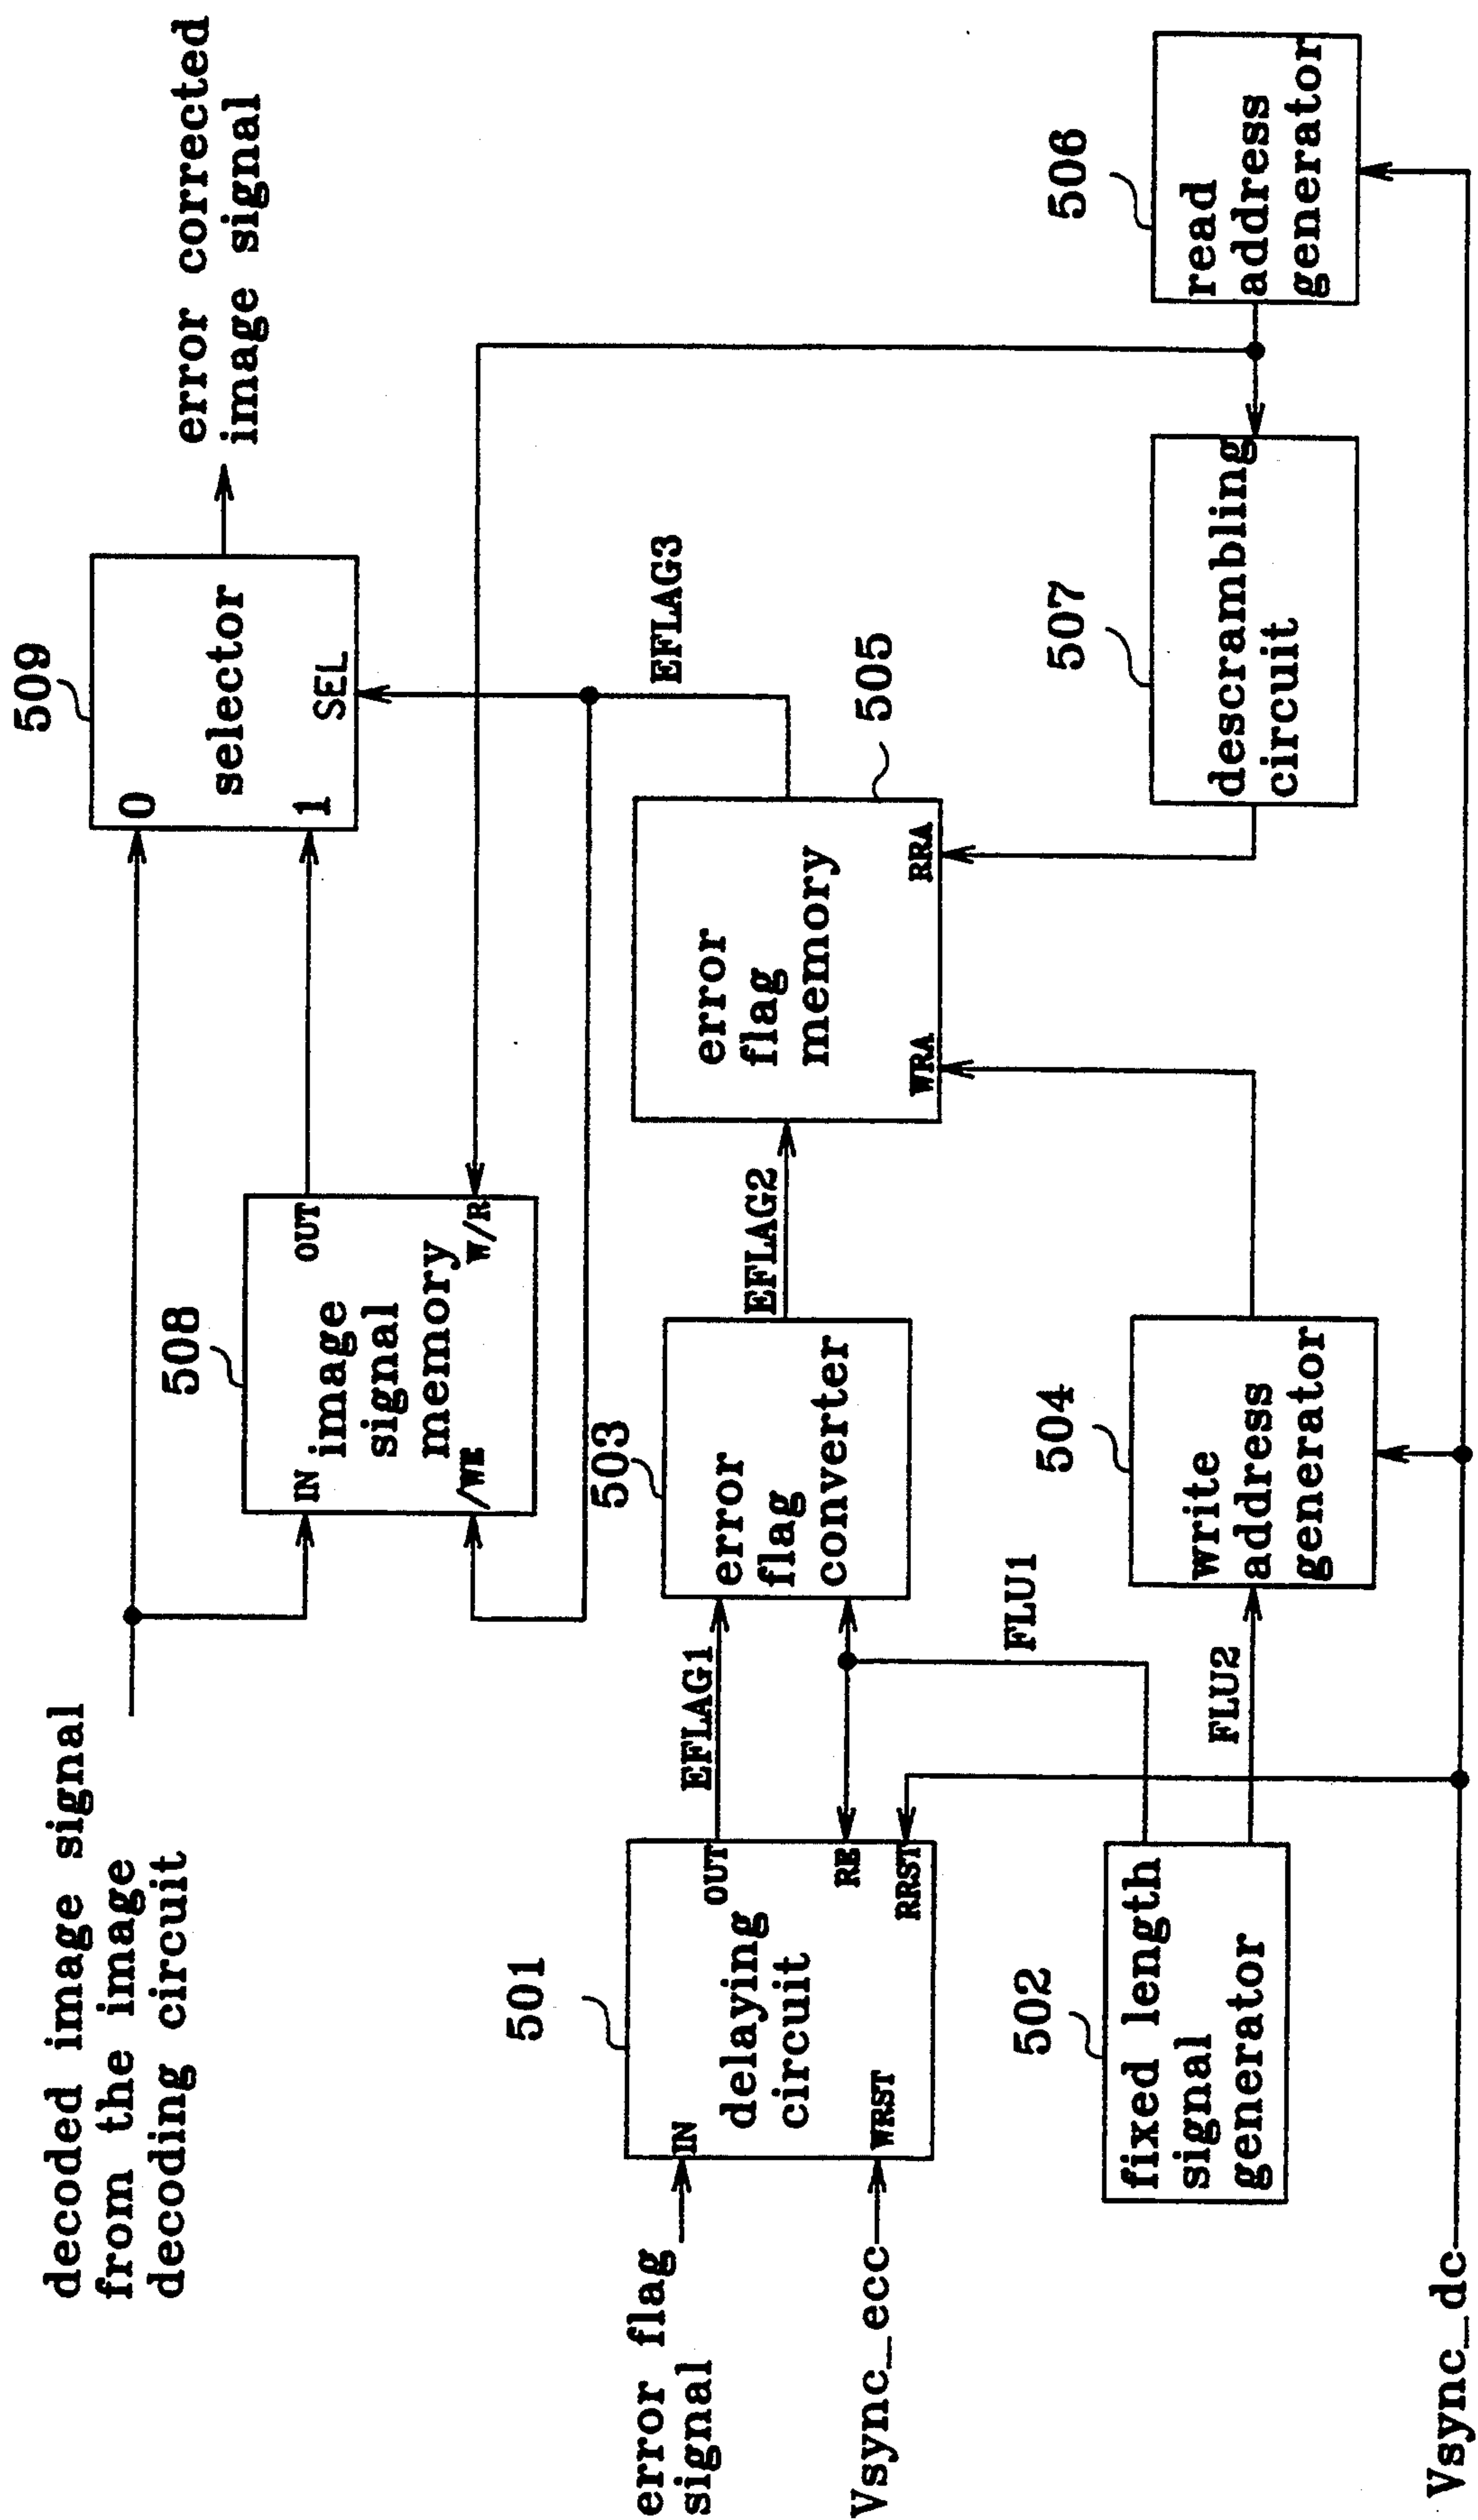 decoded image signal
from the image
decoding circuit
509
0
selector
1
SEL
error corrected
image signal
508
IN
OUT
image
signal
memory
/WE
W/R
EFLAG3
501
IN
OUT
delaying
circuit
RE
WRST
RRST
error flag
signal
Vsync_ecc
EFLAG1
503
error
flag
converter
EFLAG2
505
error
flag
memory
WRA
RRA
FLU1
502
fixed length
signal
generator
FLU2
504
write
address
generator
507
descrambling
circuit
506
read
address
generator
Vsync_dc